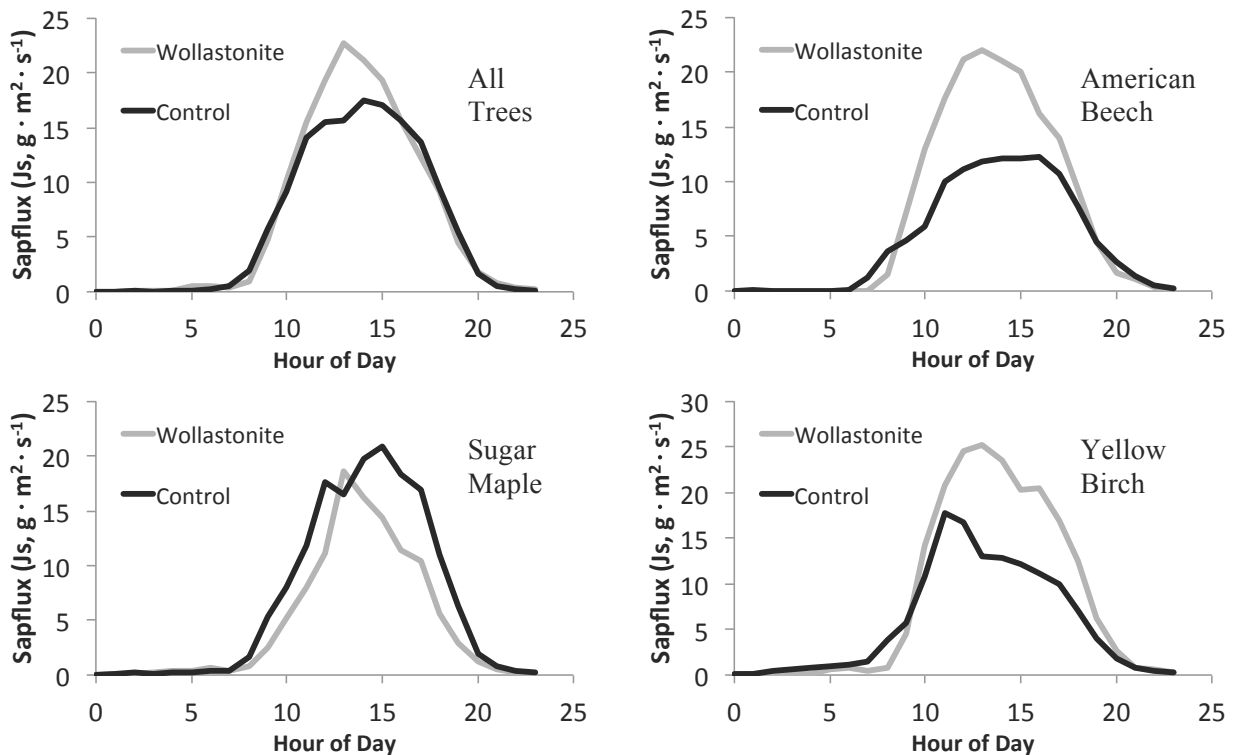 Sapflux (Js, g · m² · s⁻¹)
25
20
15
10
5
0
Wollastonite
Control
All
Trees
0 5 10 15 20 25
Hour of Day
Sapflux (Js, g · m² · s⁻¹)
25
20
15
10
5
0
Wollastonite
Control
American
Beech
0 5 10 15 20 25
Hour of Day
Sapflux (Js, g · m² · s⁻¹)
25
20
15
10
5
0
Wollastonite
Control
Sugar
Maple
0 5 10 15 20 25
Hour of Day
Sapflux (Js, g · m² · s⁻¹)
30
25
20
15
10
5
0
Wollastonite
Control
Yellow
Birch
0 5 10 15 20 25
Hour of Day